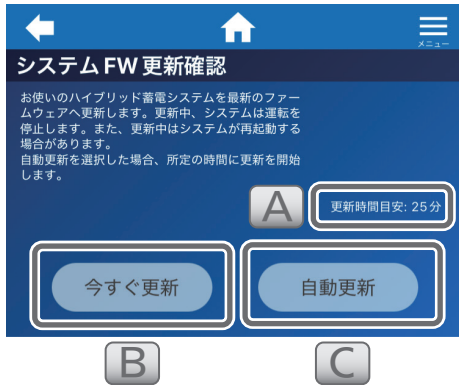 メニュー
システム FW 更新確認
お使いのハイブリッド蓄電システムを最新のファー
ムウェアへ更新します。更新中、システムは運転を
停止します。また、更新中はシステムが再起動する
場合があります。
自動更新を選択した場合、所定の時間に更新を開始
します。
A
更新時間目安: 25分
今すぐ更新
自動更新
B
C